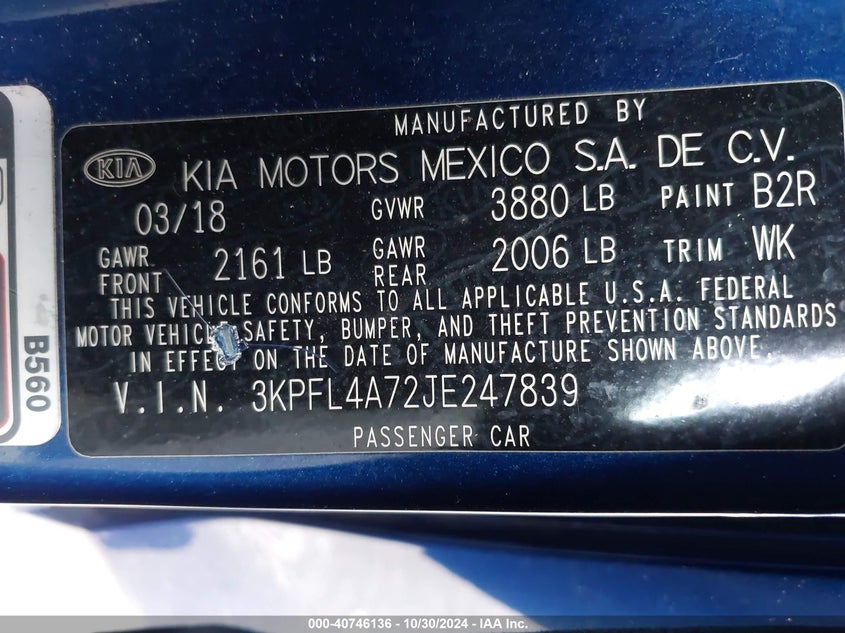 MANUFACTURED BY
KIA KIA MOTORS MEXICO S.A. DE C.V.
03/18 GVWR 3880 LB PAINT B2R
GAWR FRONT 2161 LB GAWR REAR 2006 LB TRIM WK
THIS VEHICLE CONFORMS TO ALL APPLICABLE U.S.A. FEDERAL
MOTOR VEHICLE SAFETY, BUMPER, AND THEFT PREVENTION STANDARDS
IN EFFECT ON THE DATE OF MANUFACTURE SHOWN ABOVE.
V.I.N. 3KPFL4A72JE247839
PASSENGER CAR
B560
000-40746136 - 10/30/2024 - IAA Inc.